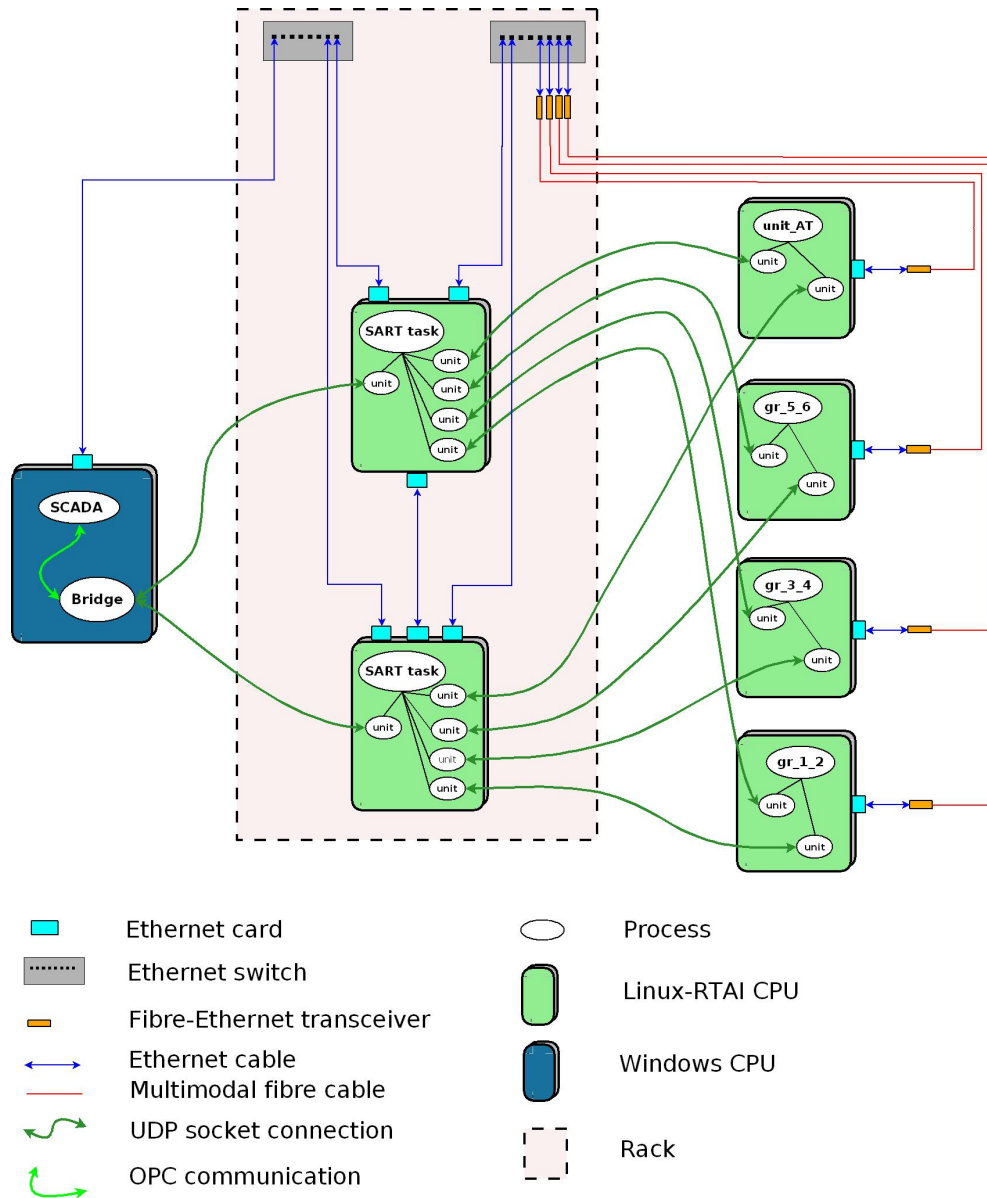 unit_AT
unit
unit
SART task
unit
unit
unit
unit
unit
gr_5_6
unit
unit
SCADA
Bridge
gr_3_4
unit
unit
SART task
unit
unit
unit
unit
unit
gr_1_2
unit
unit
Ethernet card
Process
Ethernet switch
Linux-RTAI CPU
Fibre-Ethernet transceiver
Ethernet cable
Windows CPU
Multimodal fibre cable
UDP socket connection
Rack
OPC communication